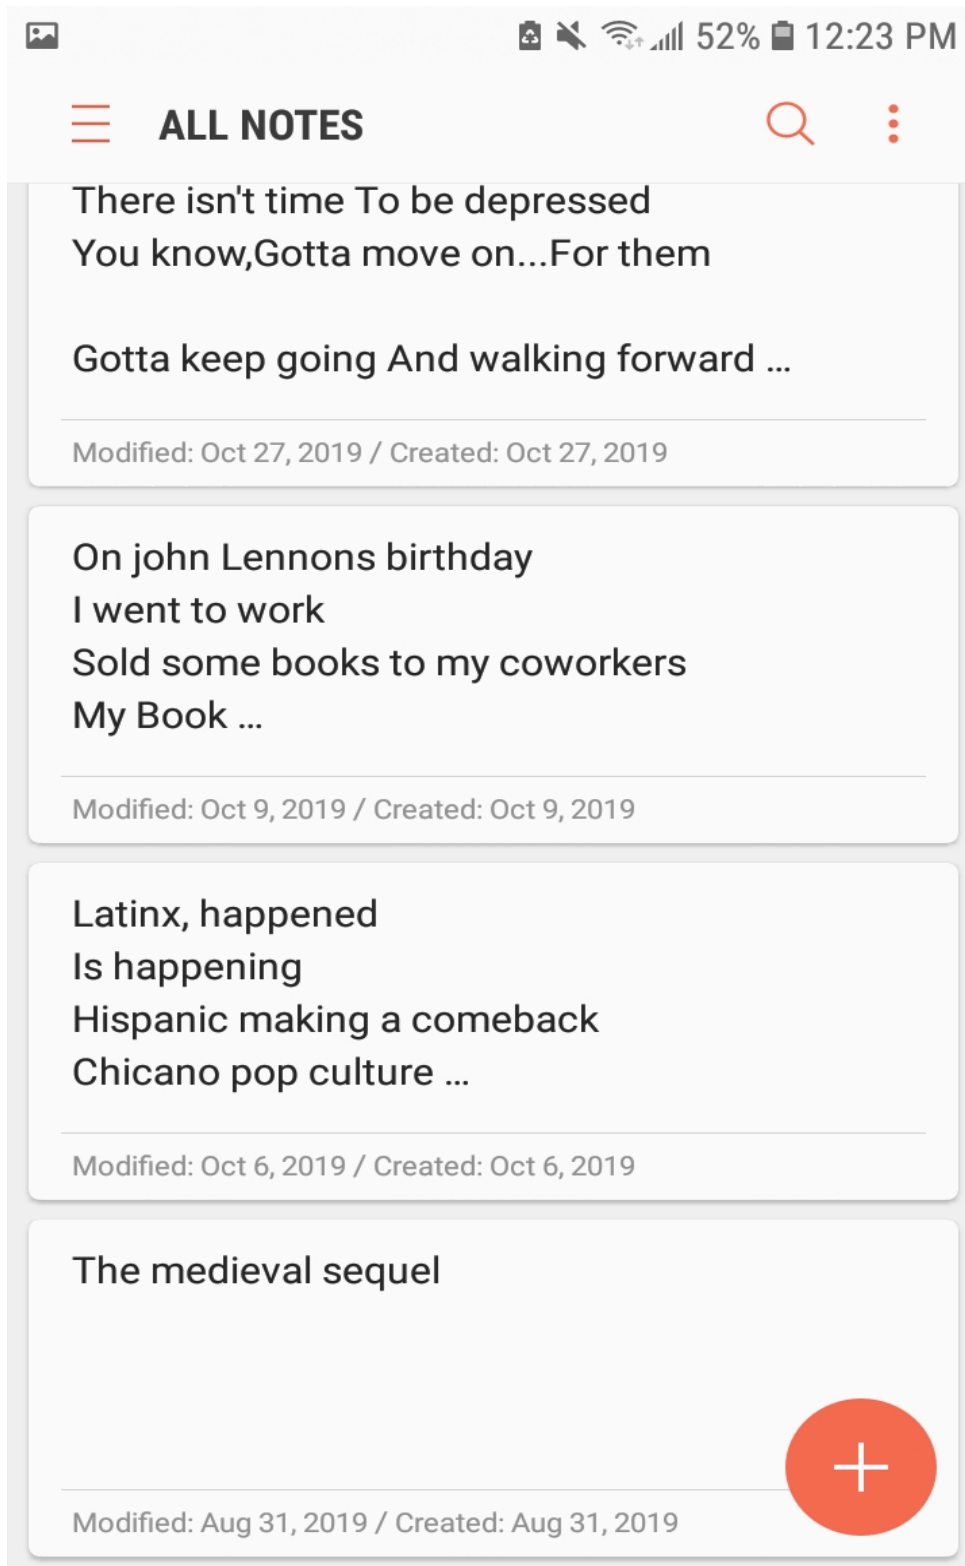 52% 12:23 PM
ALL NOTES
There isn't time To be depressed
You know,Gotta move on...For them
Gotta keep going And walking forward ...
Modified: Oct 27, 2019 / Created: Oct 27, 2019
On john Lennons birthday
I went to work
Sold some books to my coworkers
My Book ...
Modified: Oct 9, 2019 / Created: Oct 9, 2019
Latinx, happened
Is happening
Hispanic making a comeback
Chicano pop culture ...
Modified: Oct 6, 2019 / Created: Oct 6, 2019
The medieval sequel
Modified: Aug 31, 2019 / Created: Aug 31, 2019